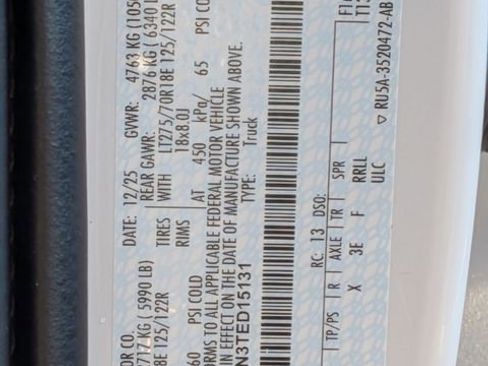 OR CO.
DATE: 12/25 GVWR: 4763 KG (1050
2717 KG ( 5990 LB) REAR GAWR: 2876 KG ( 6340 L
8E 125/122R TIRES WITH LT275/70R18E 125/122R
RIMS 18x8.0J
60 PSI COLD AT 450 kPa/ 65 PSI CO
ORMS TO ALL APPLICABLE FEDERAL MOTOR VEHICLE
IN EFFECT ON THE DATE OF MANUFACTURE SHOWN ABOVE.
N3TED15131 TYPE: Truck
RC: 13 DSO:
TP/PS R AXLE TR SPR
X 3E F RRLL
ULC
RU5A-3520472-AB